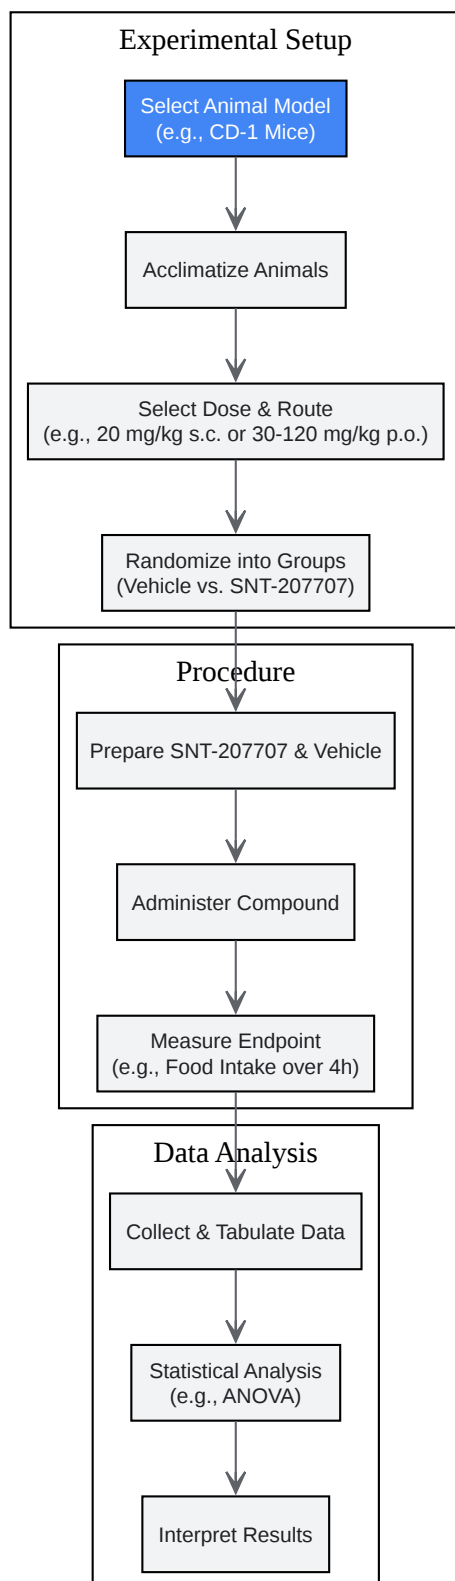 Experimental Setup
Select Animal Model
(e.g., CD-1 Mice)
Acclimatize Animals
Select Dose & Route
(e.g., 20 mg/kg s.c. or 30-120 mg/kg p.o.)
Randomize into Groups
(Vehicle vs. SNT-207707)
Procedure
Prepare SNT-207707 & Vehicle
Administer Compound
Measure Endpoint
(e.g., Food Intake over 4h)
Data Analysis
Collect & Tabulate Data
Statistical Analysis
(e.g., ANOVA)
Interpret Results